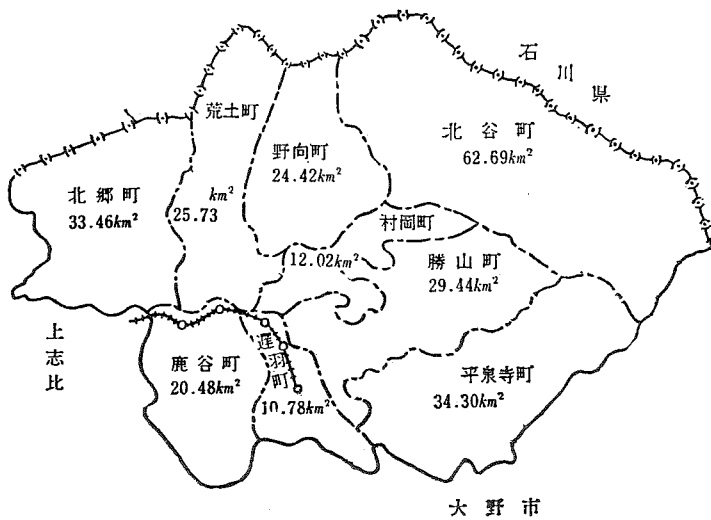 石川県
荒土町
25.73km²
野向町
24.42km²
北谷町
62.69km²
北郷町
33.46km²
村岡町
12.02km²
勝山町
29.44km²
上志比
鹿谷町
20.48km²
遅羽町
10.78km²
平泉寺町
34.30km²
大野市